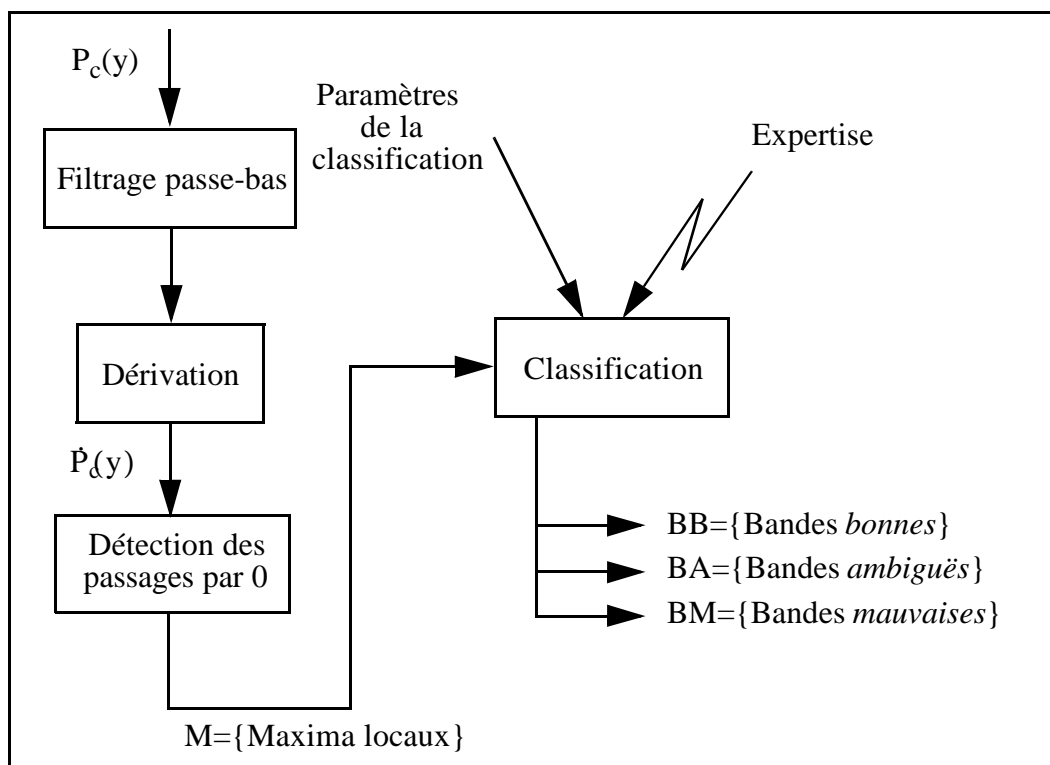 P_c(y)
Filtrage passe-bas
Dérivation
Ṗ_c(y)
Détection des
passages par 0
M={Maxima locaux}
Paramètres
de la
classification
Expertise
Classification
BB={Bandes bonnes}
BA={Bandes ambiguës}
BM={Bandes mauvaises}